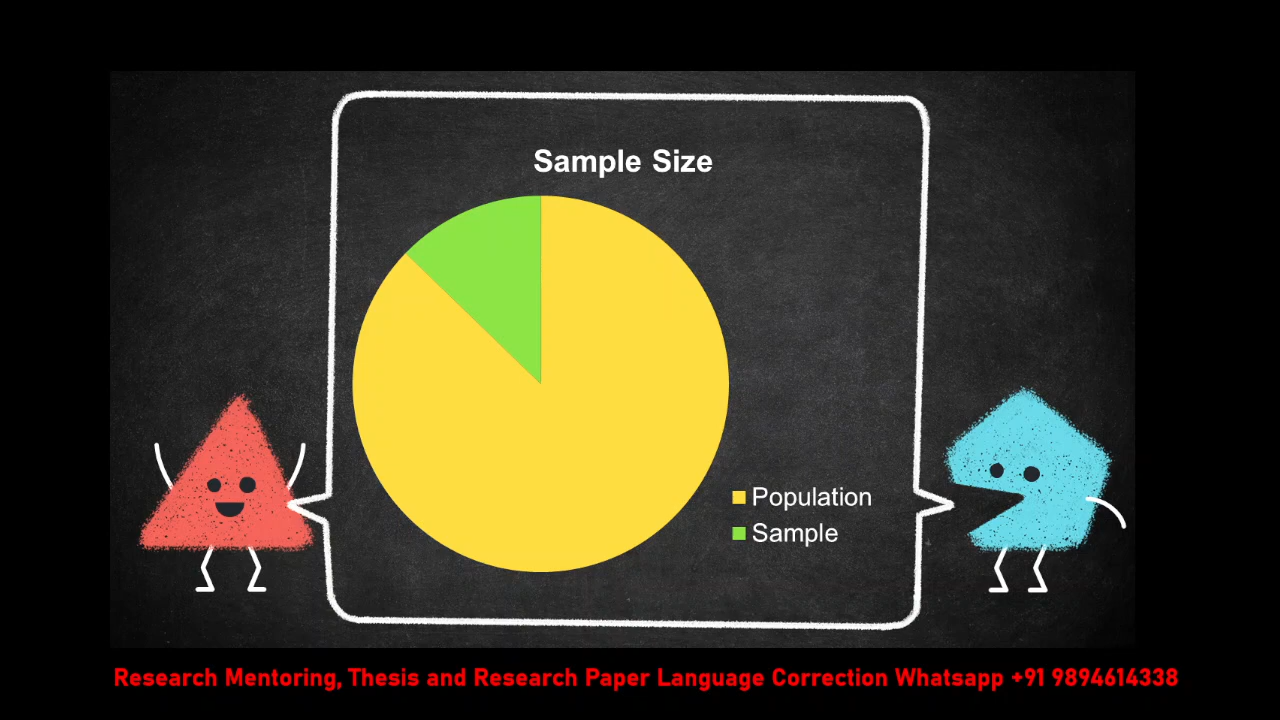 Sample Size
Population
Sample
Research Mentoring, Thesis and Research Paper Language Correction Whatsapp +91 9894614338